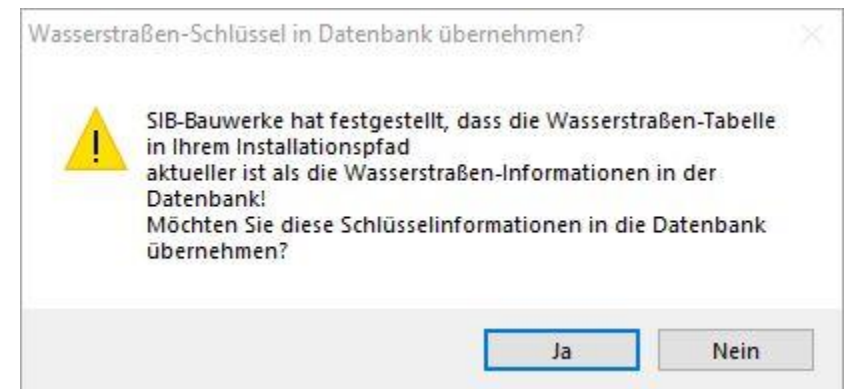 Wasserstraßen-Schlüssel in Datenbank übernehmen?
SIB-Bauwerke hat festgestellt, dass die Wasserstraßen-Tabelle
in Ihrem Installationspfad
aktueller ist als die Wasserstraßen-Informationen in der
Datenbank!
Möchten Sie diese Schlüsselinformationen in die Datenbank
übernehmen?
Ja
Nein